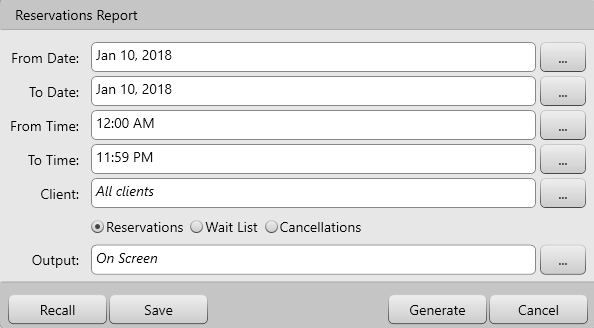 Reservations Report
From Date: Jan 10, 2018 ...
To Date: Jan 10, 2018 ...
From Time: 12:00 AM ...
To Time: 11:59 PM ...
Client: All clients ...
Reservations Wait List Cancellations
Output: On Screen ...
Recall Save Generate Cancel